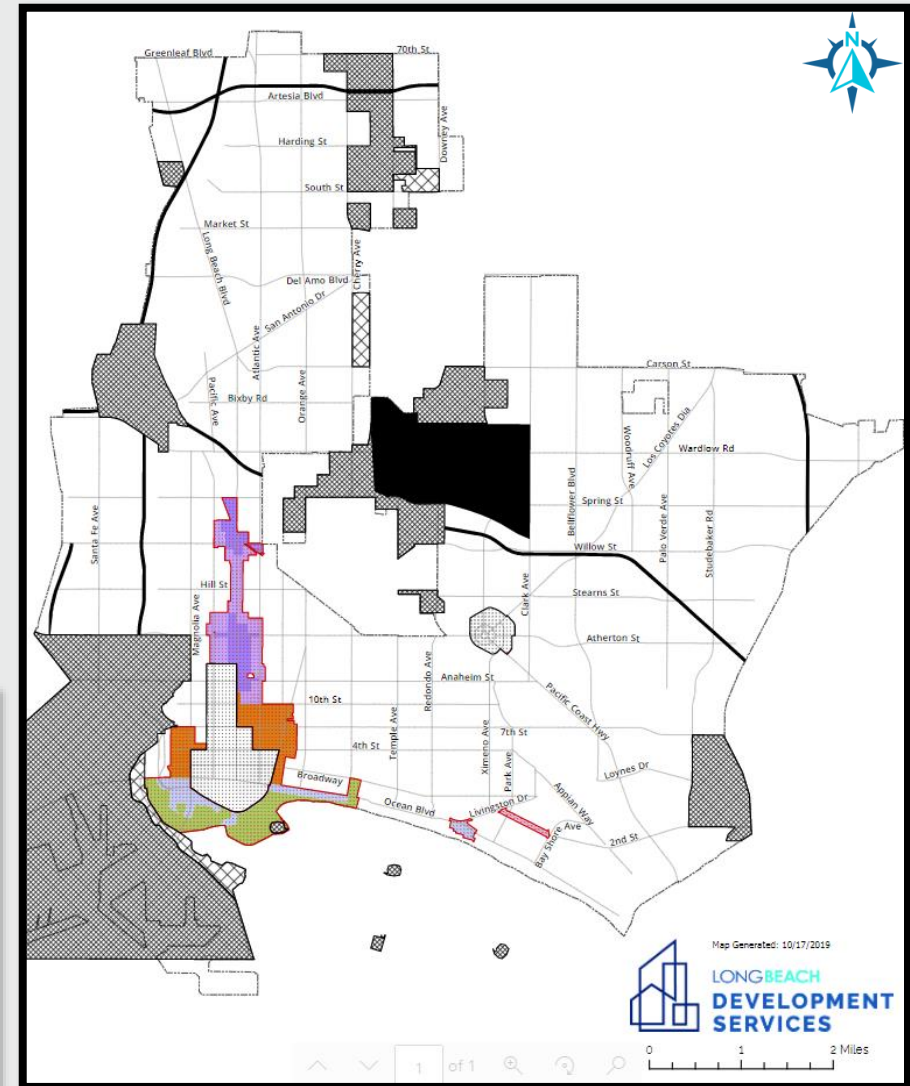 Greenleaf Blvd
70th St
N
Artesia Blvd
Downey Ave
Harding St
South St
Market St
Long Beach Blvd
Cherry Ave
Del Amo Blvd
San Antonio Dr
Atlantic Ave
Orange Ave
Carson St
Pacific Ave
Bixby Rd
Los Coyotes Dia
Woodruff Ave
Wardlow Rd
Santa Fe Ave
Bellflower Blvd
Spring St
Palo Verde Ave
Studebaker Rd
Willow St
Hill St
Magnolia Ave
Clark Ave
Stearns St
Atherton St
Redondo Ave
Anaheim St
Pacific Coast Hwy
10th St
Temple Ave
Ximeno Ave
7th St
4th St
Park Ave
Loynes Dr
Broadway
Appian Way
Ocean Blvd
Livingston Dr
Bay Shore Ave
2nd St
Map Generated: 10/17/2019
LONGBEACH
DEVELOPMENT
SERVICES
1 of 1
0 1 2 Miles